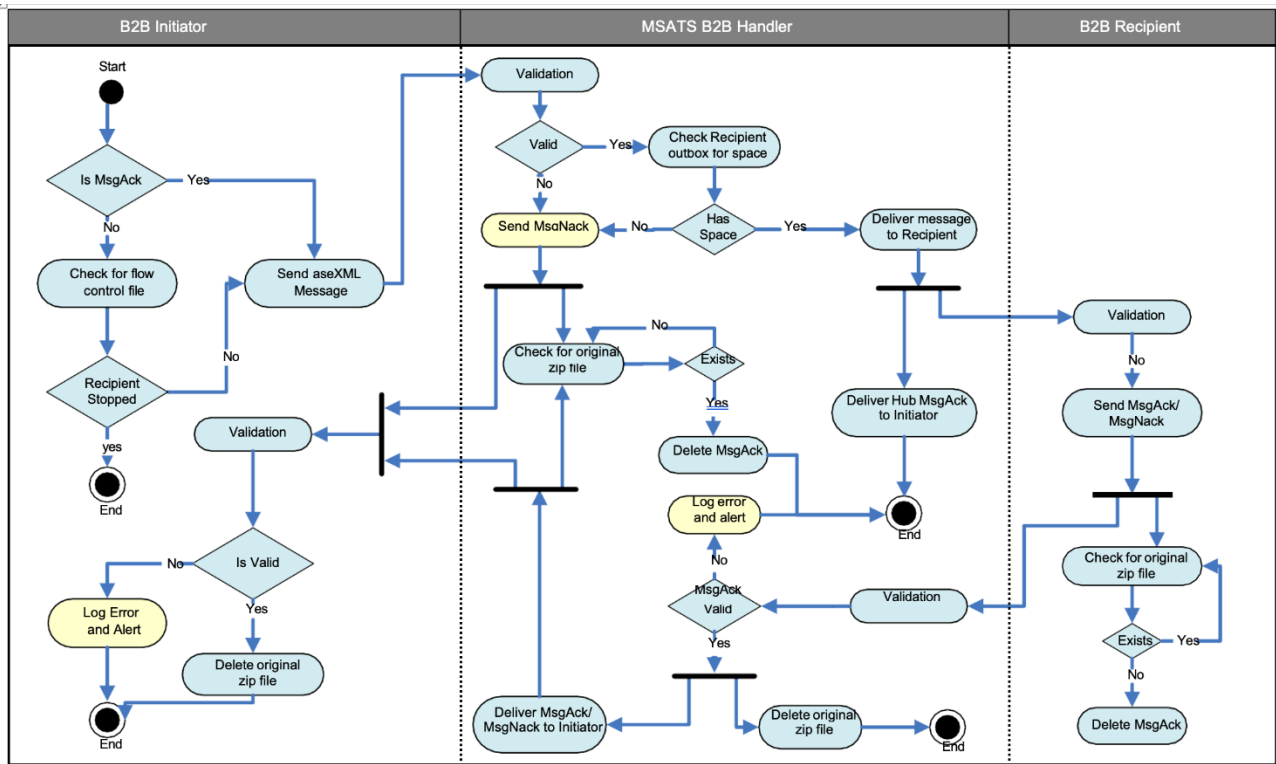 B2B Initiator
MSATS B2B Handler
B2B Recipient
Start
Is MsgAck
Yes
No
Check for flow
control file
Send aseXML
Message
No
Recipient
Stopped
yes
End
Validation
Is Valid
No
Yes
Log Error
and Alert
Delete original
zip file
End
Validation
Valid
Yes
No
Check Recipient
outbox for space
Send MsgNack
No
Has
Space
Yes
Deliver message
to Recipient
No
Check for original
zip file
Exists
Yes
Delete MsgAck
Deliver Hub MsgAck
to Initiator
Log error
and alert
End
No
MsgAck
Valid
Validation
Yes
Deliver MsgAck/
MsgNack to Initiator
Delete original
zip file
End
Validation
No
Send MsgAck/
MsgNack
Check for original
zip file
Exists
Yes
No
Delete MsgAck